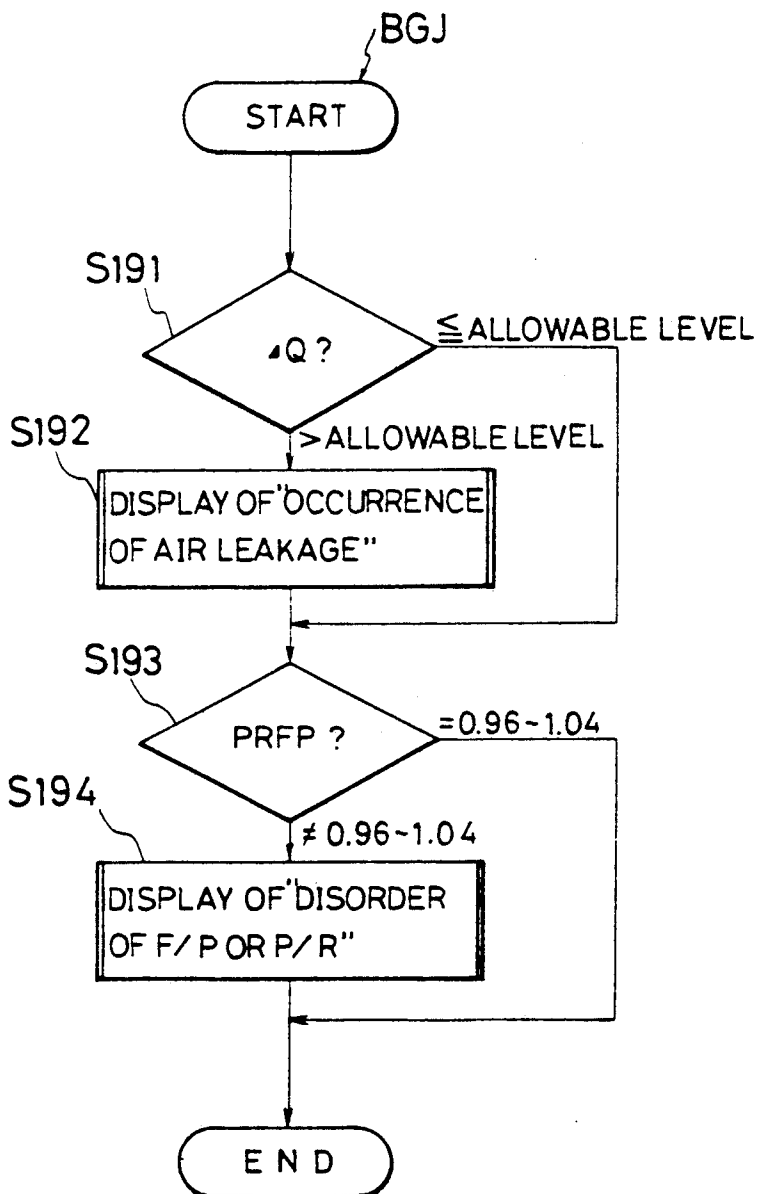 BGJ
START
S191
⊿Q ?
≦ ALLOWABLE LEVEL
> ALLOWABLE LEVEL
S192
DISPLAY OF "OCCURRENCE
OF AIR LEAKAGE"
S193
PRFP ?
=0.96~1.04
≠ 0.96~1.04
S194
DISPLAY OF "DISORDER
OF F/P OR P/R"
END